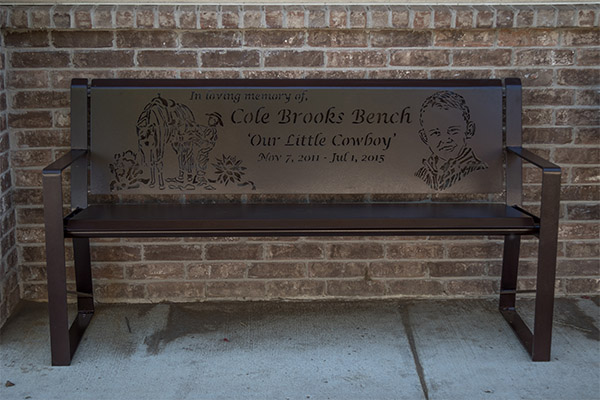 In loving memory of,
Cole Brooks Bench
'Our Little Cowboy'
Nov 7, 2011 - Jul 1, 2015